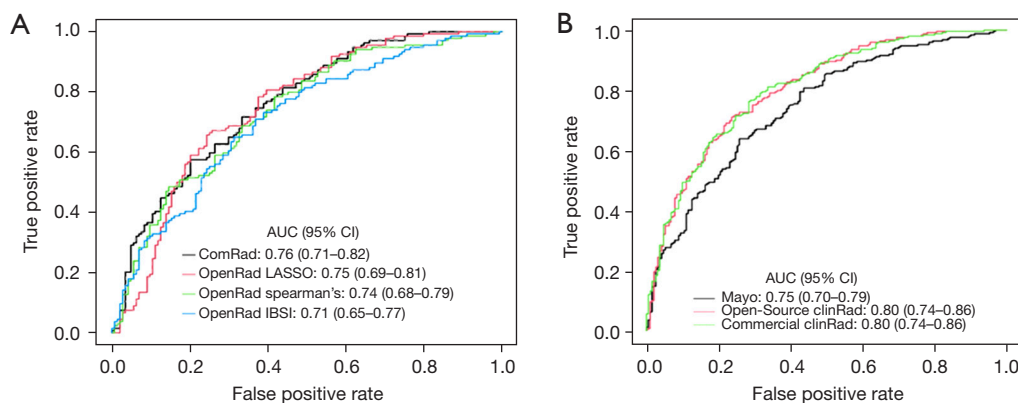 A
1.0
0.8
0.6
0.4
0.2
0.0
True positive rate
AUC (95% CI)
ComRad: 0.76 (0.71–0.82)
OpenRad LASSO: 0.75 (0.69–0.81)
OpenRad spearman's: 0.74 (0.68–0.79)
OpenRad IBSI: 0.71 (0.65–0.77)
0.0 0.2 0.4 0.6 0.8 1.0
False positive rate
B
1.0
0.8
0.6
0.4
0.2
0.0
True positive rate
AUC (95% CI)
Mayo: 0.75 (0.70–0.79)
Open-Source clinRad: 0.80 (0.74–0.86)
Commercial clinRad: 0.80 (0.74–0.86)
0.0 0.2 0.4 0.6 0.8 1.0
False positive rate